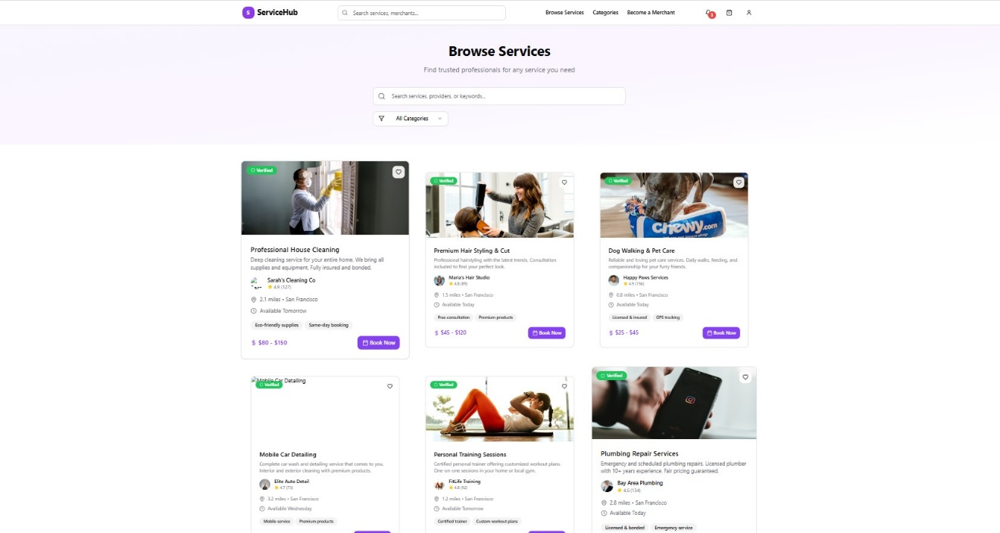 S ServiceHub
Search services, merchants...
Browse Services
Categories
Become a Merchant
3
Browse Services
Find trusted professionals for any service you need
Search services, providers, or keywords...
All Categories
Verified
Professional House Cleaning
Deep cleaning service for your entire home. We bring all
supplies and equipment. Fully insured and bonded.
Sarah's Cleaning Co
4.9 (127)
2.1 miles • San Francisco
Available Tomorrow
Eco-friendly supplies
Same-day booking
$ $80 - $150
Book Now
Verified
Premium Hair Styling & Cut
Professional hairstyling with the latest trends. Consultation
included to find your perfect look.
Maria's Hair Studio
4.8 (89)
1.5 miles • San Francisco
Available Today
Free consultation
Premium products
$ $45 - $120
Book Now
Verified
chewy.com
Dog Walking & Pet Care
Reliable and loving pet care services. Daily walks, feeding, and
companionship for your furry friends.
Happy Paws Services
4.9 (156)
0.8 miles • San Francisco
Available Today
Licensed & insured
GPS tracking
$ $25 - $45
Book Now
Mobile Car Detailing
Verified
Mobile Car Detailing
Complete car wash and detailing service that comes to you.
Interior and exterior cleaning with premium products.
Elite Auto Detail
4.7 (73)
3.2 miles • San Francisco
Available Wednesday
Mobile service
Premium products
Verified
Personal Training Sessions
Certified personal trainer offering customized workout plans.
One-on-one sessions in your home or local gym.
FitLife Training
4.8 (92)
1.2 miles • San Francisco
Available Tomorrow
Certified trainer
Custom workout plans
Verified
Plumbing Repair Services
Emergency and scheduled plumbing repairs. Licensed plumber
with 10+ years experience. Fair pricing guaranteed.
Bay Area Plumbing
4.6 (134)
2.8 miles • San Francisco
Available Today
Licensed & bonded
Emergency service